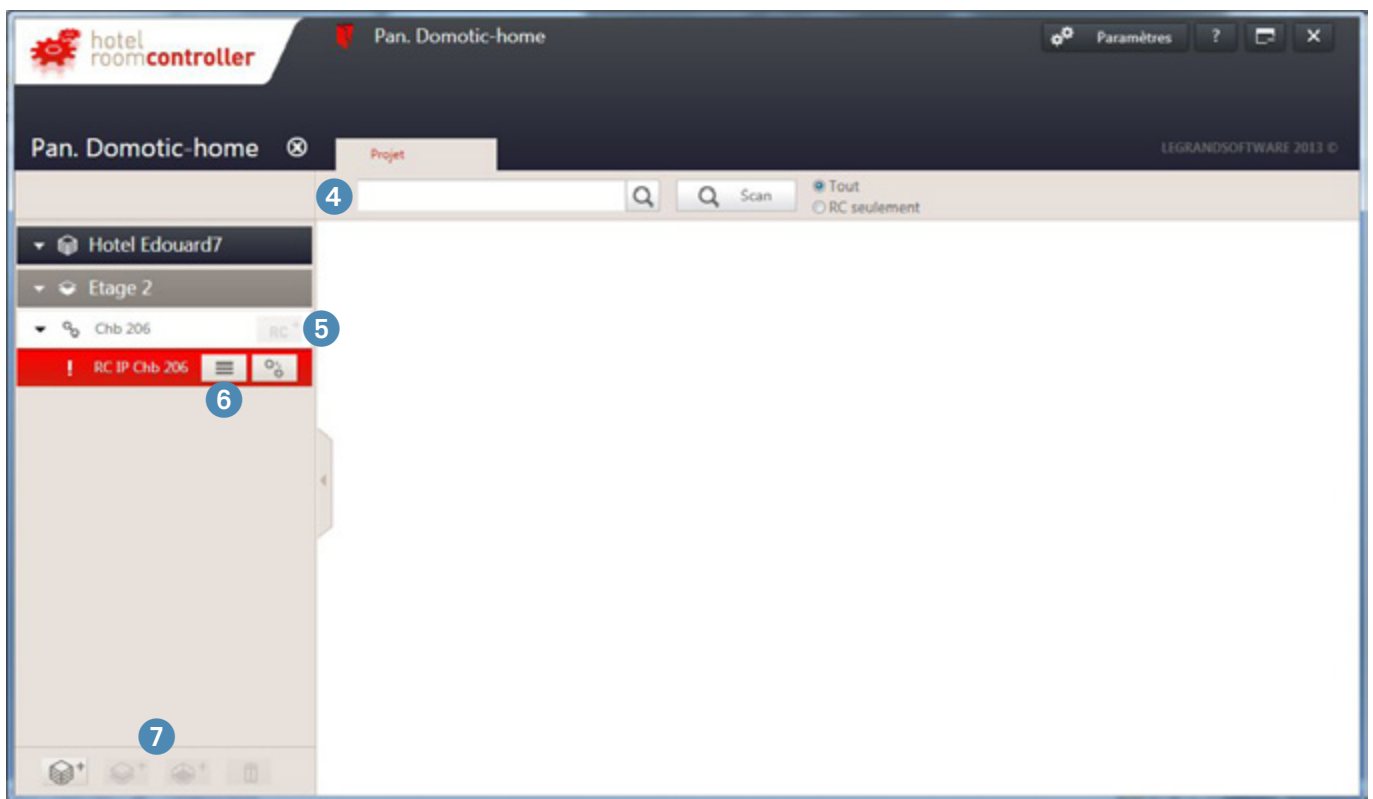 hotel
roomcontroller
Pan. Domotic-home
Paramètres
?
Pan. Domotic-home
Projet
LEGRANDSOFTWARE 2013 ©
4
Scan
Tout
RC seulement
Hotel Edouard7
Etage 2
Chb 206
RC +
5
! RC IP Chb 206
6
7